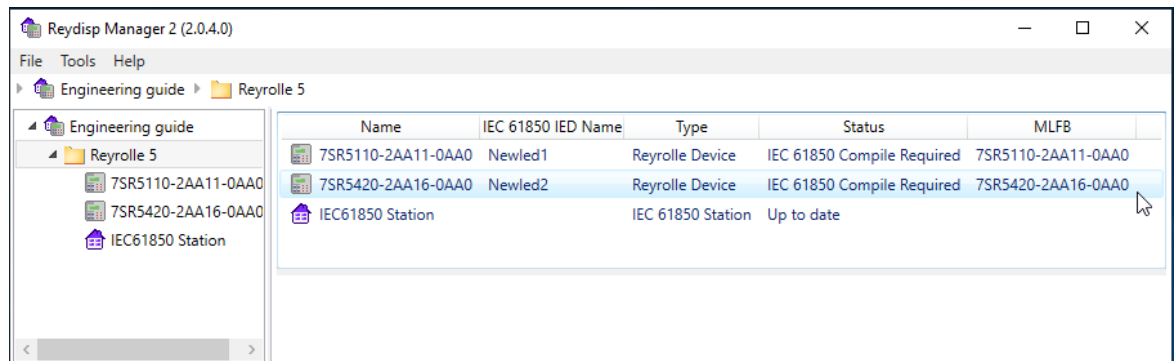 Reydisp Manager 2 (2.0.4.0)
File Tools Help
Engineering guide Reyrolle 5
Engineering guide
Reyrolle 5
7SR5110-2AA11-0AA0
7SR5420-2AA16-0AA0
IEC61850 Station
Name IEC 61850 IED Name Type Status MLFB
7SR5110-2AA11-0AA0 NewIed1 Reyrolle Device IEC 61850 Compile Required 7SR5110-2AA11-0AA0
7SR5420-2AA16-0AA0 NewIed2 Reyrolle Device IEC 61850 Compile Required 7SR5420-2AA16-0AA0
IEC61850 Station IEC 61850 Station Up to date